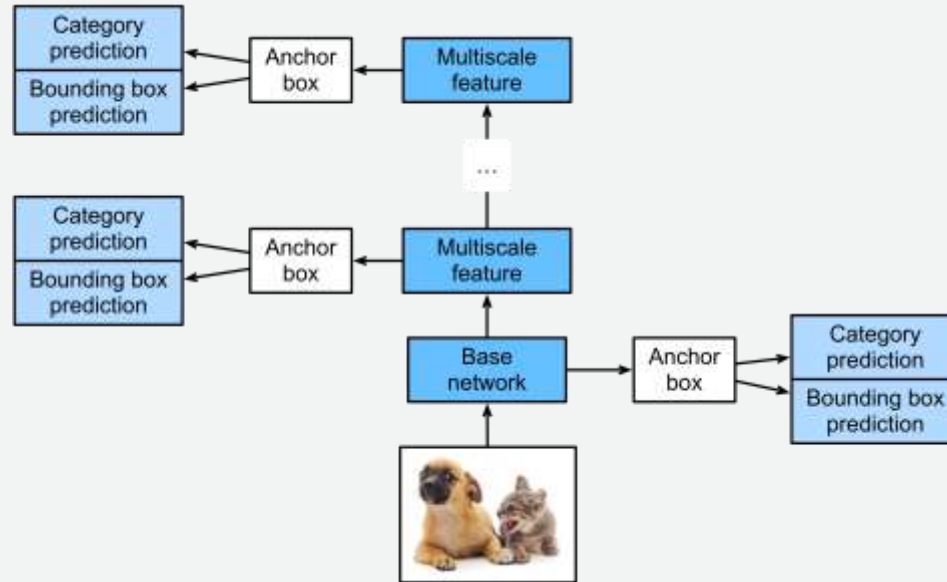 Category
prediction
Bounding box
prediction
Anchor
box
Multiscale
feature
...
Category
prediction
Bounding box
prediction
Anchor
box
Multiscale
feature
Base
network
Anchor
box
Category
prediction
Bounding box
prediction